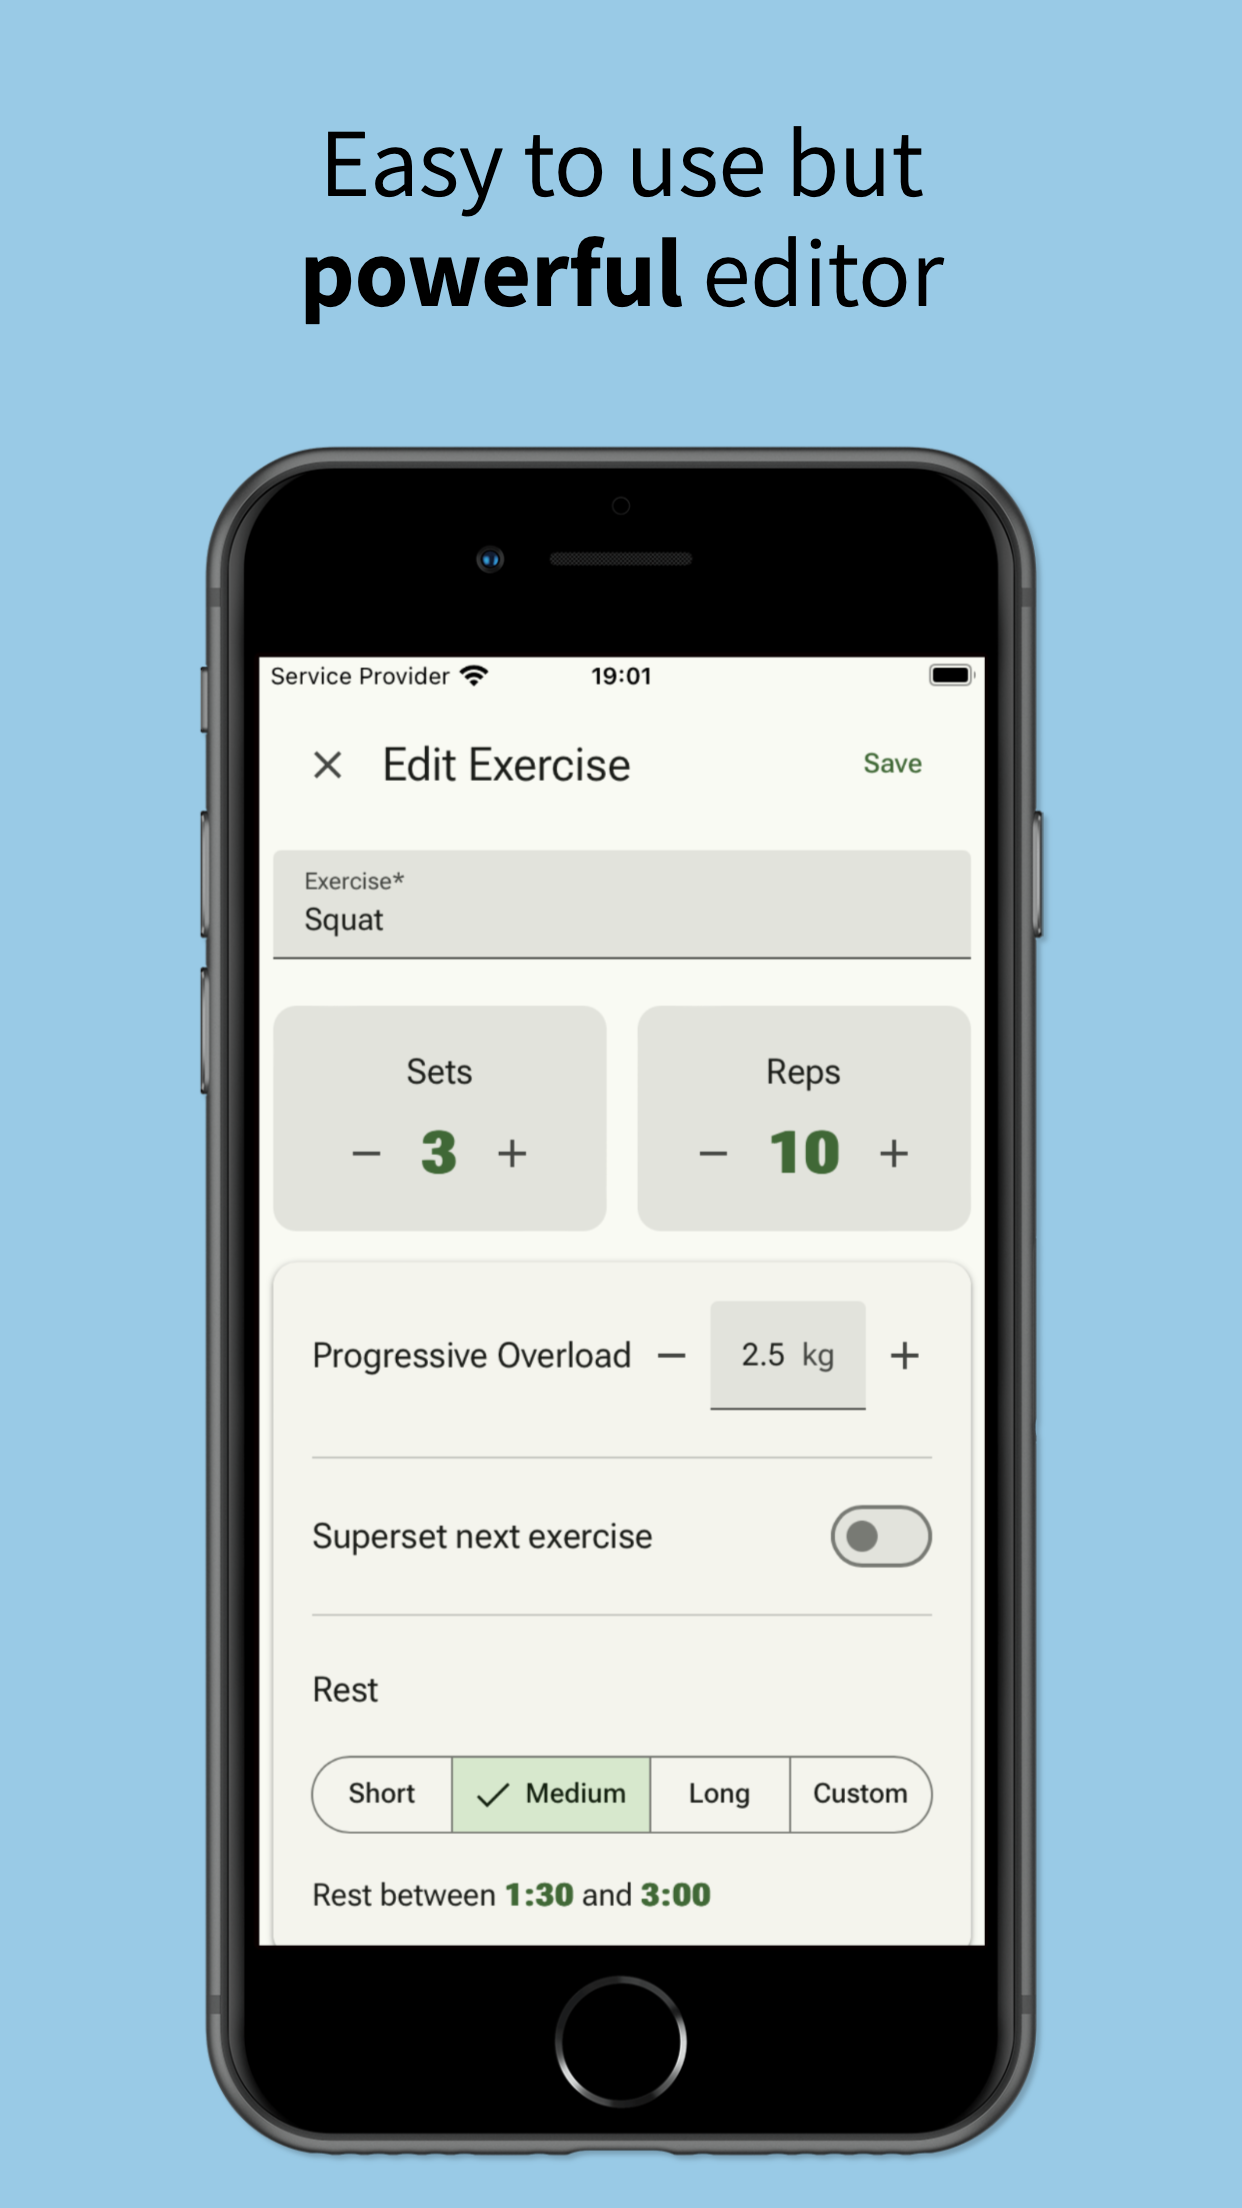 Easy to use but
powerful editor
Service Provider 19:01
Edit Exercise Save
Exercise*
Squat
Sets Reps
− 3 + − 10 +
Progressive Overload − 2.5 kg +
Superset next exercise
Rest
Short Medium Long Custom
Rest between 1:30 and 3:00